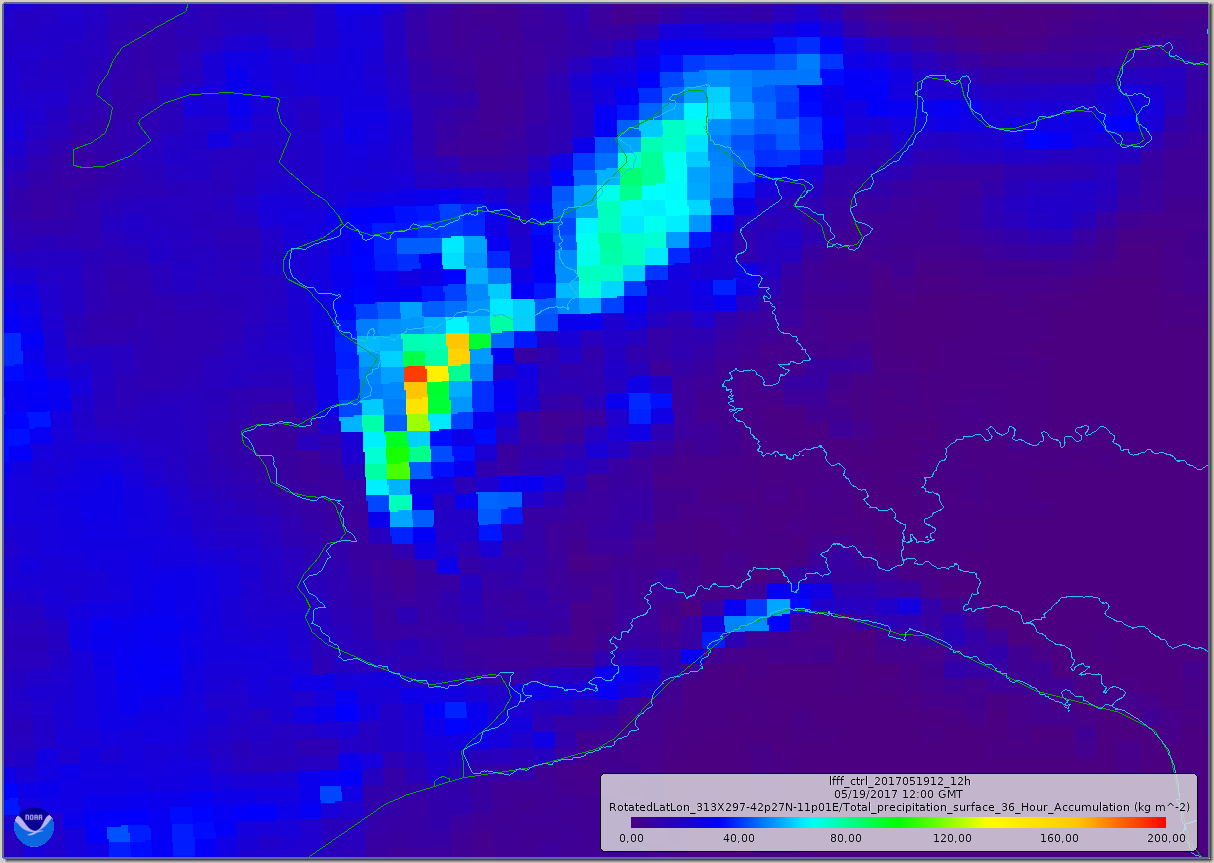 NOAA
lfff_ctrl_2017051912_12h
05/19/2017 12:00 GMT
RotatedLatLon_313X297-42p27N-11p01E/Total_precipitation_surface_36_Hour_Accumulation (kg m^-2)
0,00 40,00 80,00 120,00 160,00 200,00